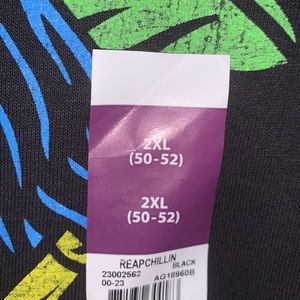 2XL
(50-52)
2XL
(50-52)
REAPCHILLIN
BLACK
23002562
00-23 AG18960B